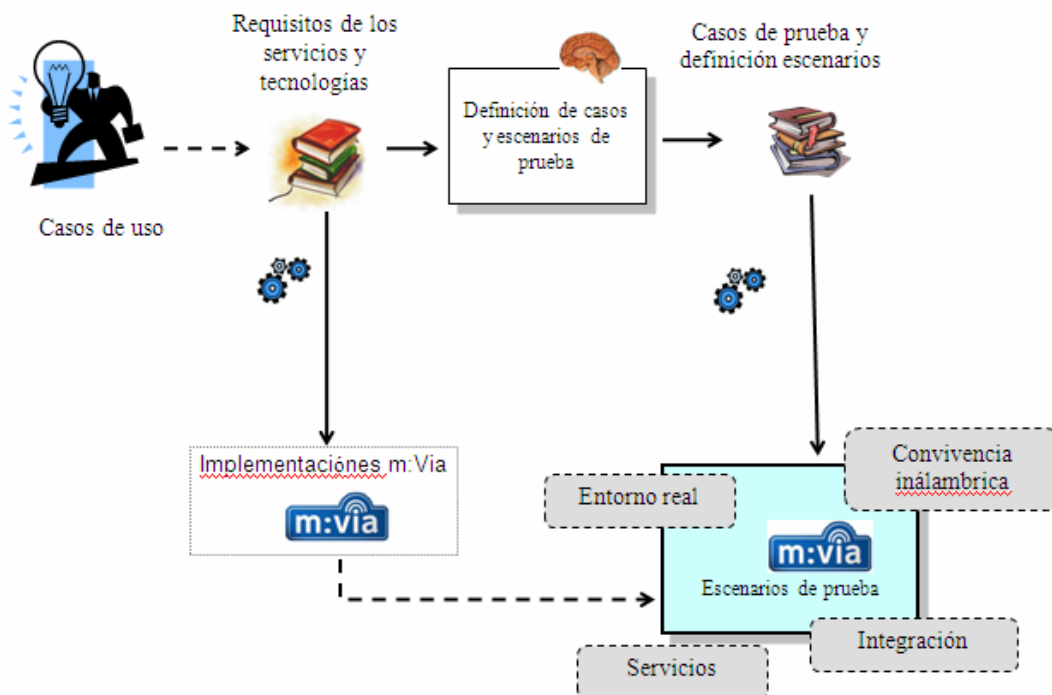 Requisitos de los
servicios y
tecnologías
Casos de prueba y
definición escenarios
Definición de casos
y escenarios de
prueba
Casos de uso
Implementaciónes m:Via
m:via
Convivencia
inálambrica
Entorno real
m:via
Escenarios de prueba
Integración
Servicios